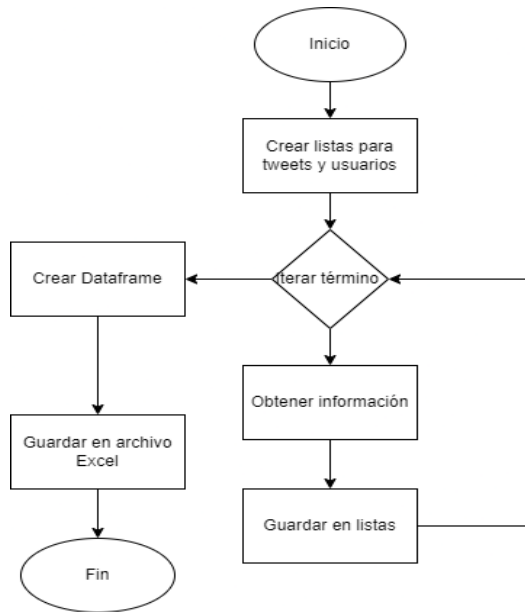 Inicio
Crear listas para
tweets y usuarios
Iterar término
Crear Dataframe
Obtener información
Guardar en archivo
Excel
Guardar en listas
Fin